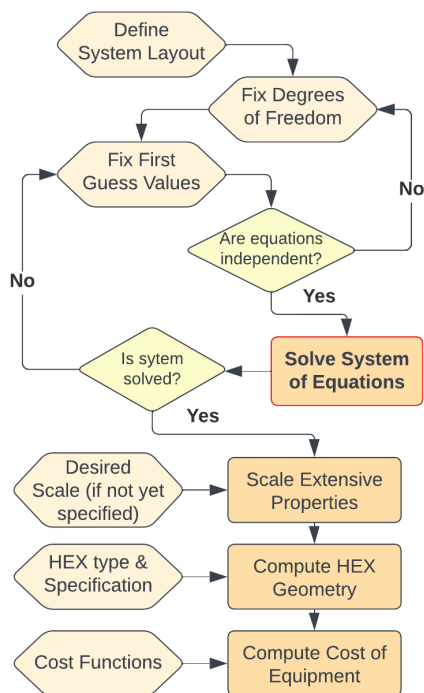 Define
System Layout
Fix Degrees
of Freedom
Fix First
Guess Values
No
Are equations
independent?
No
Yes
Is sytem
solved?
Solve System
of Equations
Yes
Desired
Scale (if not yet
specified)
Scale Extensive
Properties
HEX type &
Specification
Compute HEX
Geometry
Cost Functions
Compute Cost of
Equipment